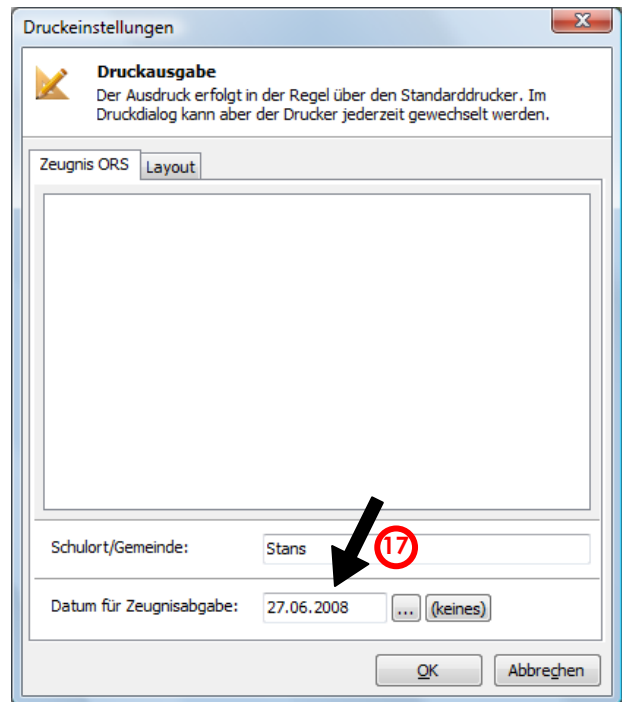 Druckeinstellungen
Druckausgabe
Der Ausdruck erfolgt in der Regel über den Standarddrucker. Im
Druckdialog kann aber der Drucker jederzeit gewechselt werden.
Zeugnis ORS Layout
Schulort/Gemeinde: Stans 17
Datum für Zeugnisabgabe: 27.06.2008 ... (keines)
OK Abbrechen